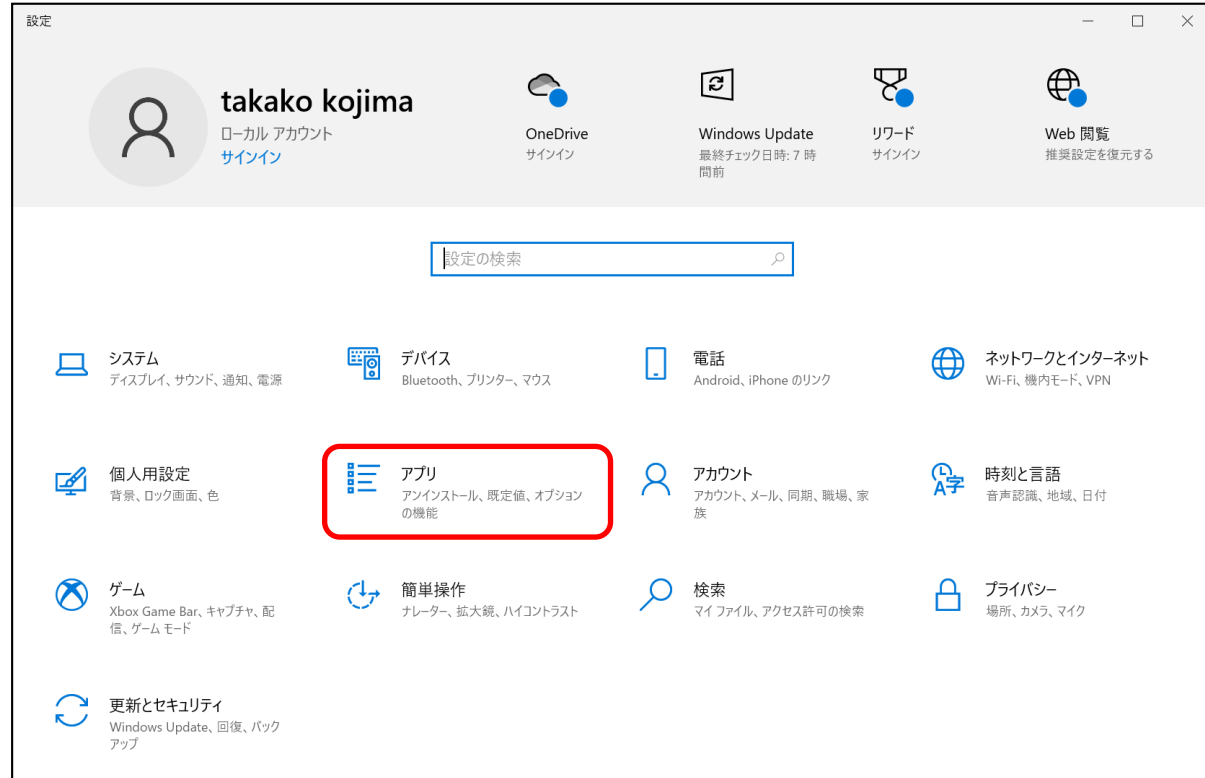 設定
takako kojima
ローカル アカウント
サインイン
OneDrive
サインイン
Windows Update
最終チェック日時: 7 時
間前
リワード
サインイン
Web 閲覧
推奨設定を復元する
設定の検索
システム
ディスプレイ、サウンド、通知、電源
デバイス
Bluetooth、プリンター、マウス
電話
Android、iPhone のリンク
ネットワークとインターネット
Wi-Fi、機内モード、VPN
個人用設定
背景、ロック画面、色
アプリ
アンインストール、既定値、オプション
の機能
アカウント
アカウント、メール、同期、職場、家
族
時刻と言語
音声認識、地域、日付
A字
ゲーム
Xbox Game Bar、キャプチャ、配
信、ゲーム モード
簡単操作
ナレーター、拡大鏡、ハイコントラスト
検索
マイ ファイル、アクセス許可の検索
プライバシー
場所、カメラ、マイク
更新とセキュリティ
Windows Update、回復、バック
アップ